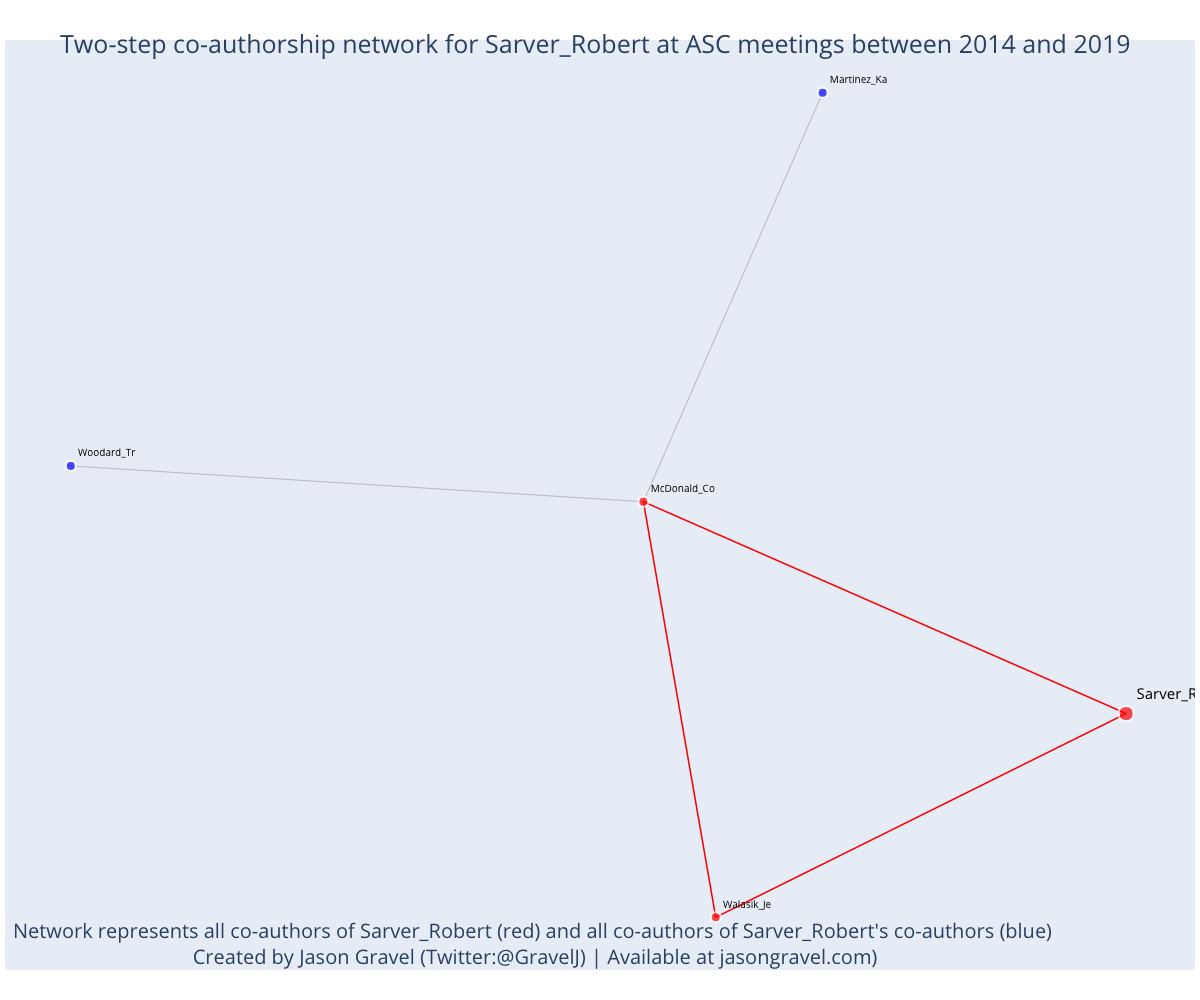 Two-step co-authorship network for Sarver_Robert at ASC meetings between 2014 and 2019
Martinez_Ka
Woodard_Tr
McDonald_Co
Sarver_R
Walasik_Je
Network represents all co-authors of Sarver_Robert (red) and all co-authors of Sarver_Robert's co-authors (blue)
Created by Jason Gravel (Twitter:@GravelJ) | Available at jasongravel.com)